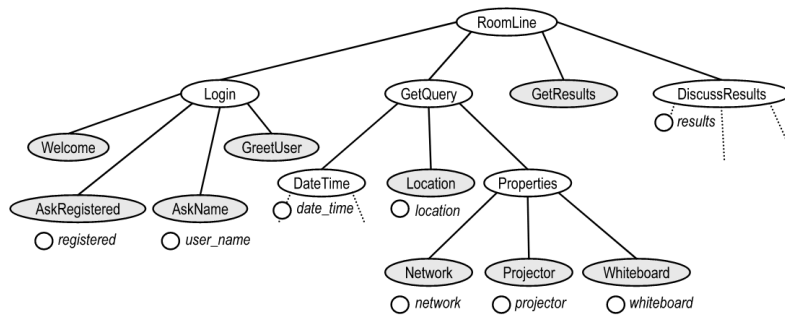 RoomLine
Login
GetQuery
GetResults
DiscussResults
results
Welcome
GreetUser
DateTime
Location
Properties
AskRegistered
AskName
date_time
location
registered
user_name
Network
Projector
Whiteboard
network
projector
whiteboard